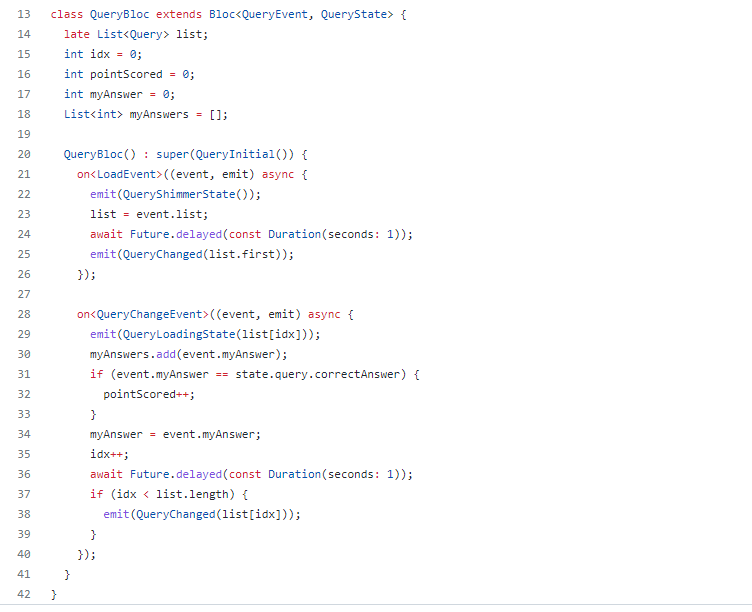 13 class QueryBloc extends Bloc<QueryEvent, QueryState> {
14   late List<Query> list;
15   int idx = 0;
16   int pointScored = 0;
17   int myAnswer = 0;
18   List<int> myAnswers = [];
19
20   QueryBloc() : super(QueryInitial()) {
21     on<LoadEvent>((event, emit) async {
22       emit(QueryShimmerState());
23       list = event.list;
24       await Future.delayed(const Duration(seconds: 1));
25       emit(QueryChanged(list.first));
26     });
27
28     on<QueryChangeEvent>((event, emit) async {
29       emit(QueryLoadingState(list[idx]));
30       myAnswers.add(event.myAnswer);
31       if (event.myAnswer == state.query.correctAnswer) {
32         pointScored++;
33       }
34       myAnswer = event.myAnswer;
35       idx++;
36       await Future.delayed(const Duration(seconds: 1));
37       if (idx < list.length) {
38         emit(QueryChanged(list[idx]));
39       }
40     });
41   }
42 }